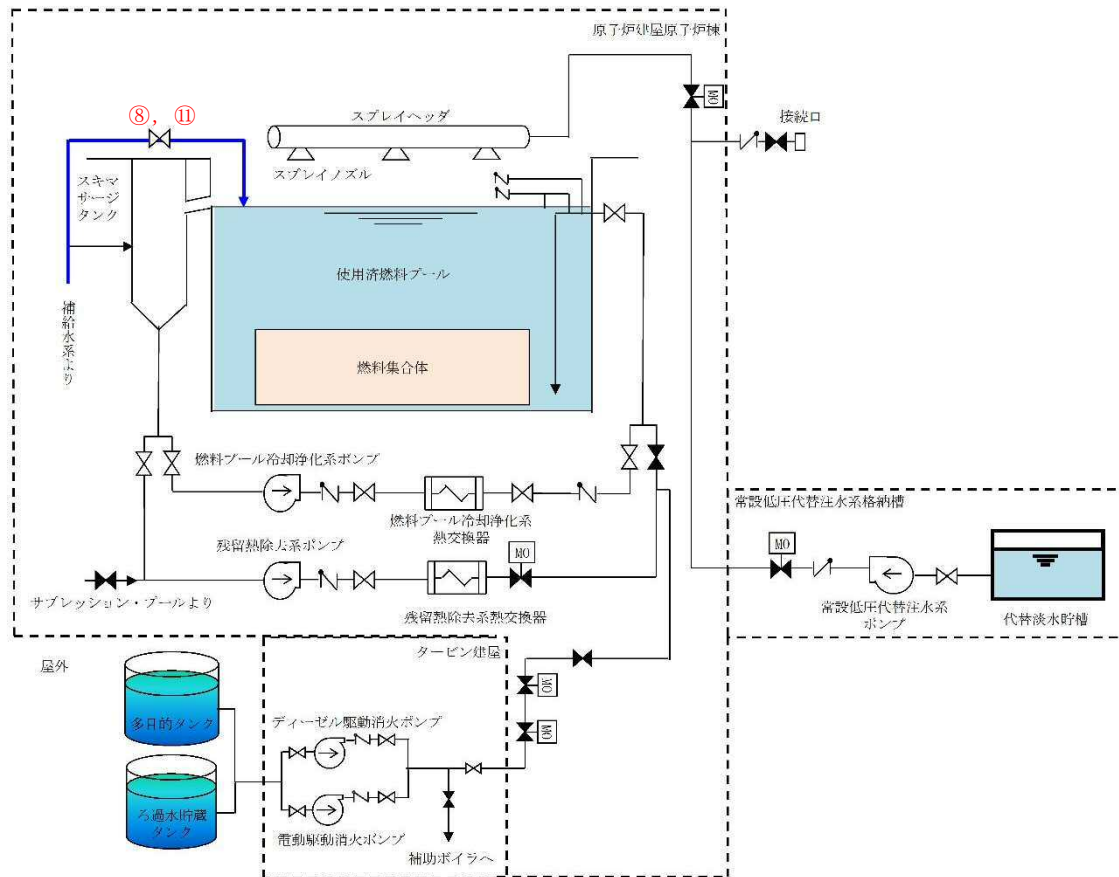 原子炉建屋原子炉棟
⑧, ⑪
スプレイヘッダ
MO
接続口
スプレイノズル
スキマ
サージ
タンク
使用済燃料プール
補給水系より
燃料集合体
燃料プール冷却浄化系ポンプ
燃料プール冷却浄化系
熱交換器
常設低圧代替注水系格納槽
残留熱除去系ポンプ
MO
MO
サプレッション・プールより
残留熱除去系熱交換器
常設低圧代替注水系
ポンプ
代替淡水貯槽
タービン建屋
屋外
MO
多目的タンク
ディーゼル駆動消火ポンプ
MO
ろ過水貯蔵
タンク
電動駆動消火ポンプ
補助ボイラへ